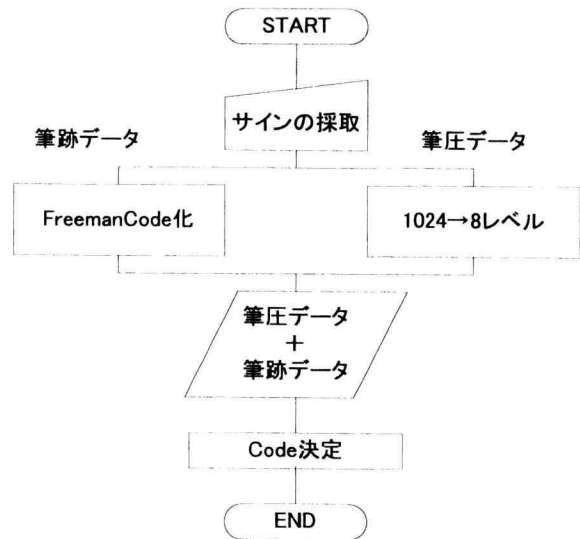 START
サインの採取
筆跡データ
筆圧データ
FreemanCode化
1024→8レベル
筆圧データ
+
筆跡データ
Code決定
END